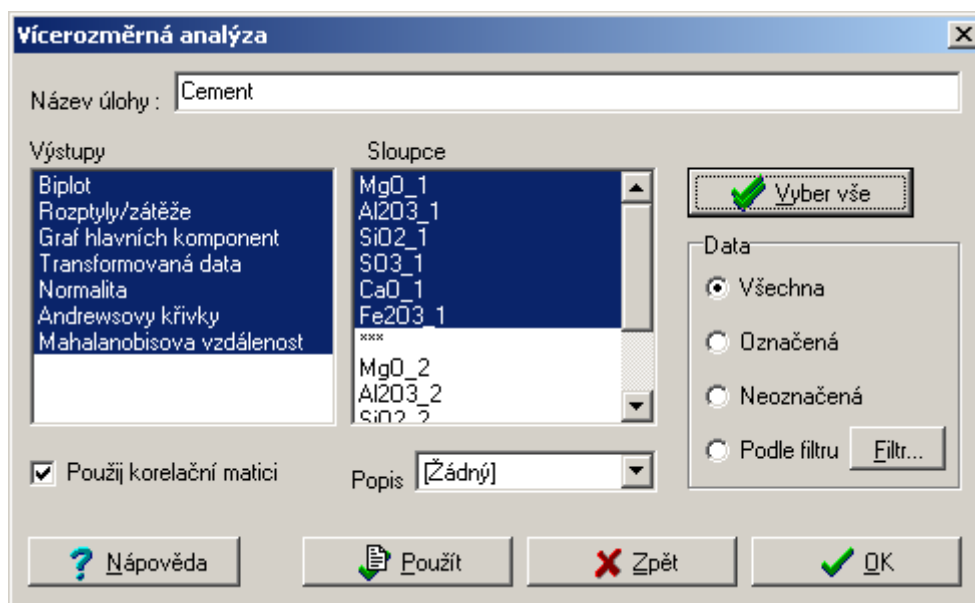 Vícerozměrná analýza
Název úlohy : Cement
Výstupy
Biplot
Rozptyly/zátěže
Graf hlavních komponent
Transformovaná data
Normalita
Andrewsovy křivky
Mahalanobisova vzdálenost
Sloupce
MgO_1
Al2O3_1
SiO2_1
SO3_1
CaO_1
Fe2O3_1
***
MgO_2
Al2O3_2
SiO2_2
Vyber vše
Data
Všechna
Označená
Neoznačená
Podle filtru Filtr...
Použij korelační matici
Popis [Žádný]
Nápověda Použít Zpět OK